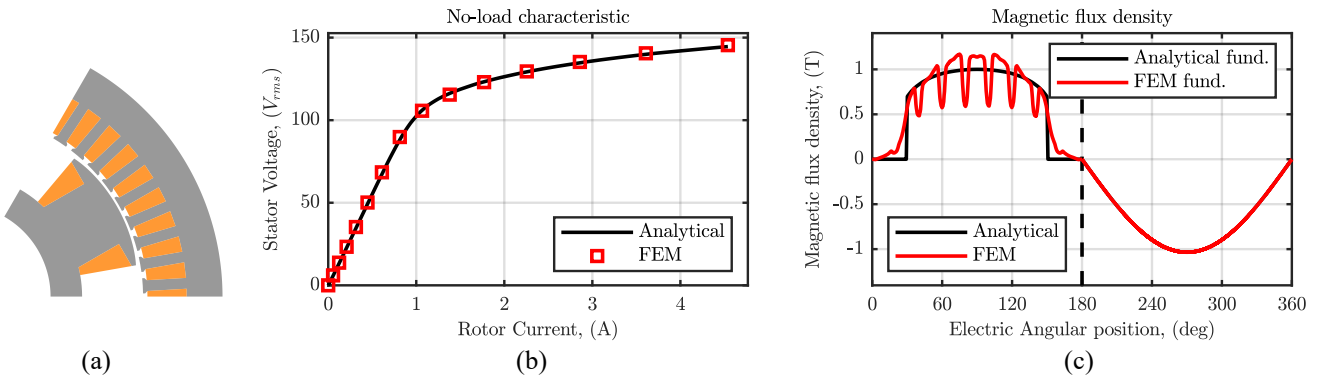 No-load characteristic
Stator Voltage, (Vrms)
150
100
50
0
0 1 2 3 4
Rotor Current, (A)
Analytical
FEM
Magnetic flux density
Magnetic flux density, (T)
1
0.5
0
-0.5
-1
0 60 120 180 240 300 360
Electric Angular position, (deg)
Analytical fund.
FEM fund.
Analytical
FEM
(a) (b) (c)